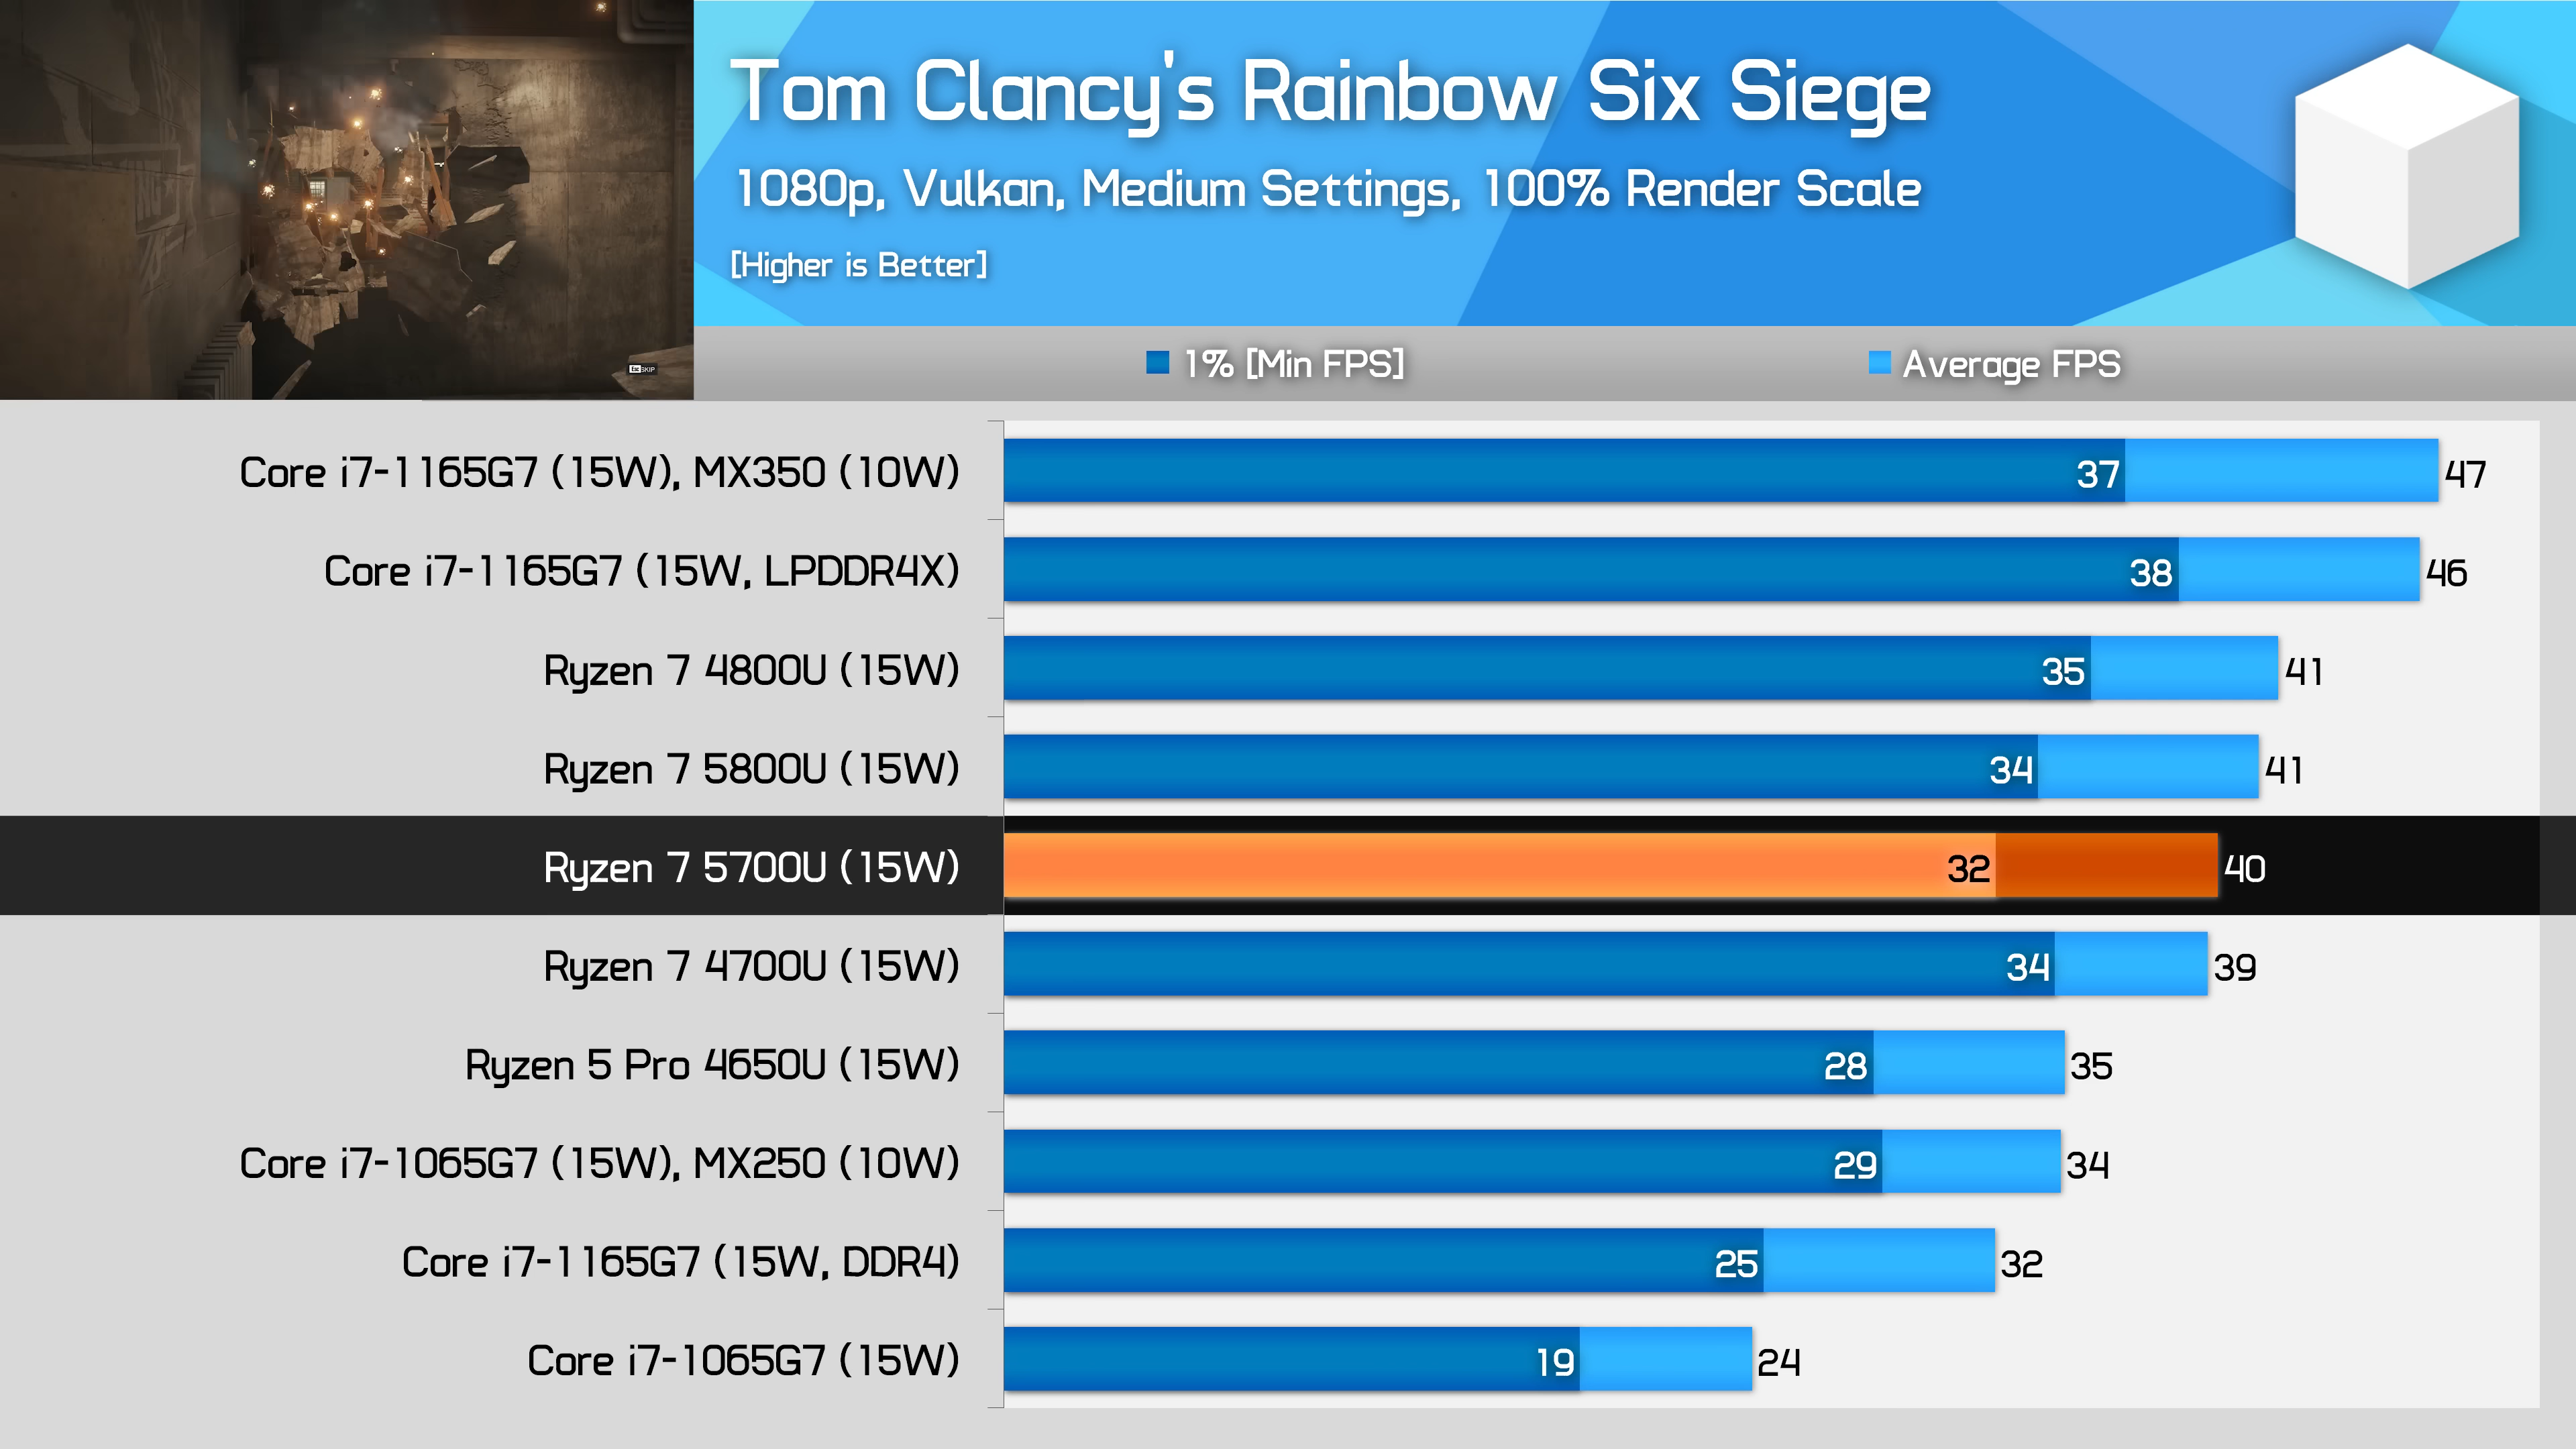 Tom Clancy's Rainbow Six Siege
1080p, Vulkan, Medium Settings, 100% Render Scale
[Higher is Better]
Esc SKIP
1% [Min FPS] Average FPS
Core i7-1165G7 (15W), MX350 (10W) 37 47
Core i7-1165G7 (15W, LPDDR4X) 38 46
Ryzen 7 4800U (15W) 35 41
Ryzen 7 5800U (15W) 34 41
Ryzen 7 5700U (15W) 32 40
Ryzen 7 4700U (15W) 34 39
Ryzen 5 Pro 4650U (15W) 28 35
Core i7-1065G7 (15W), MX250 (10W) 29 34
Core i7-1165G7 (15W, DDR4) 25 32
Core i7-1065G7 (15W) 19 24